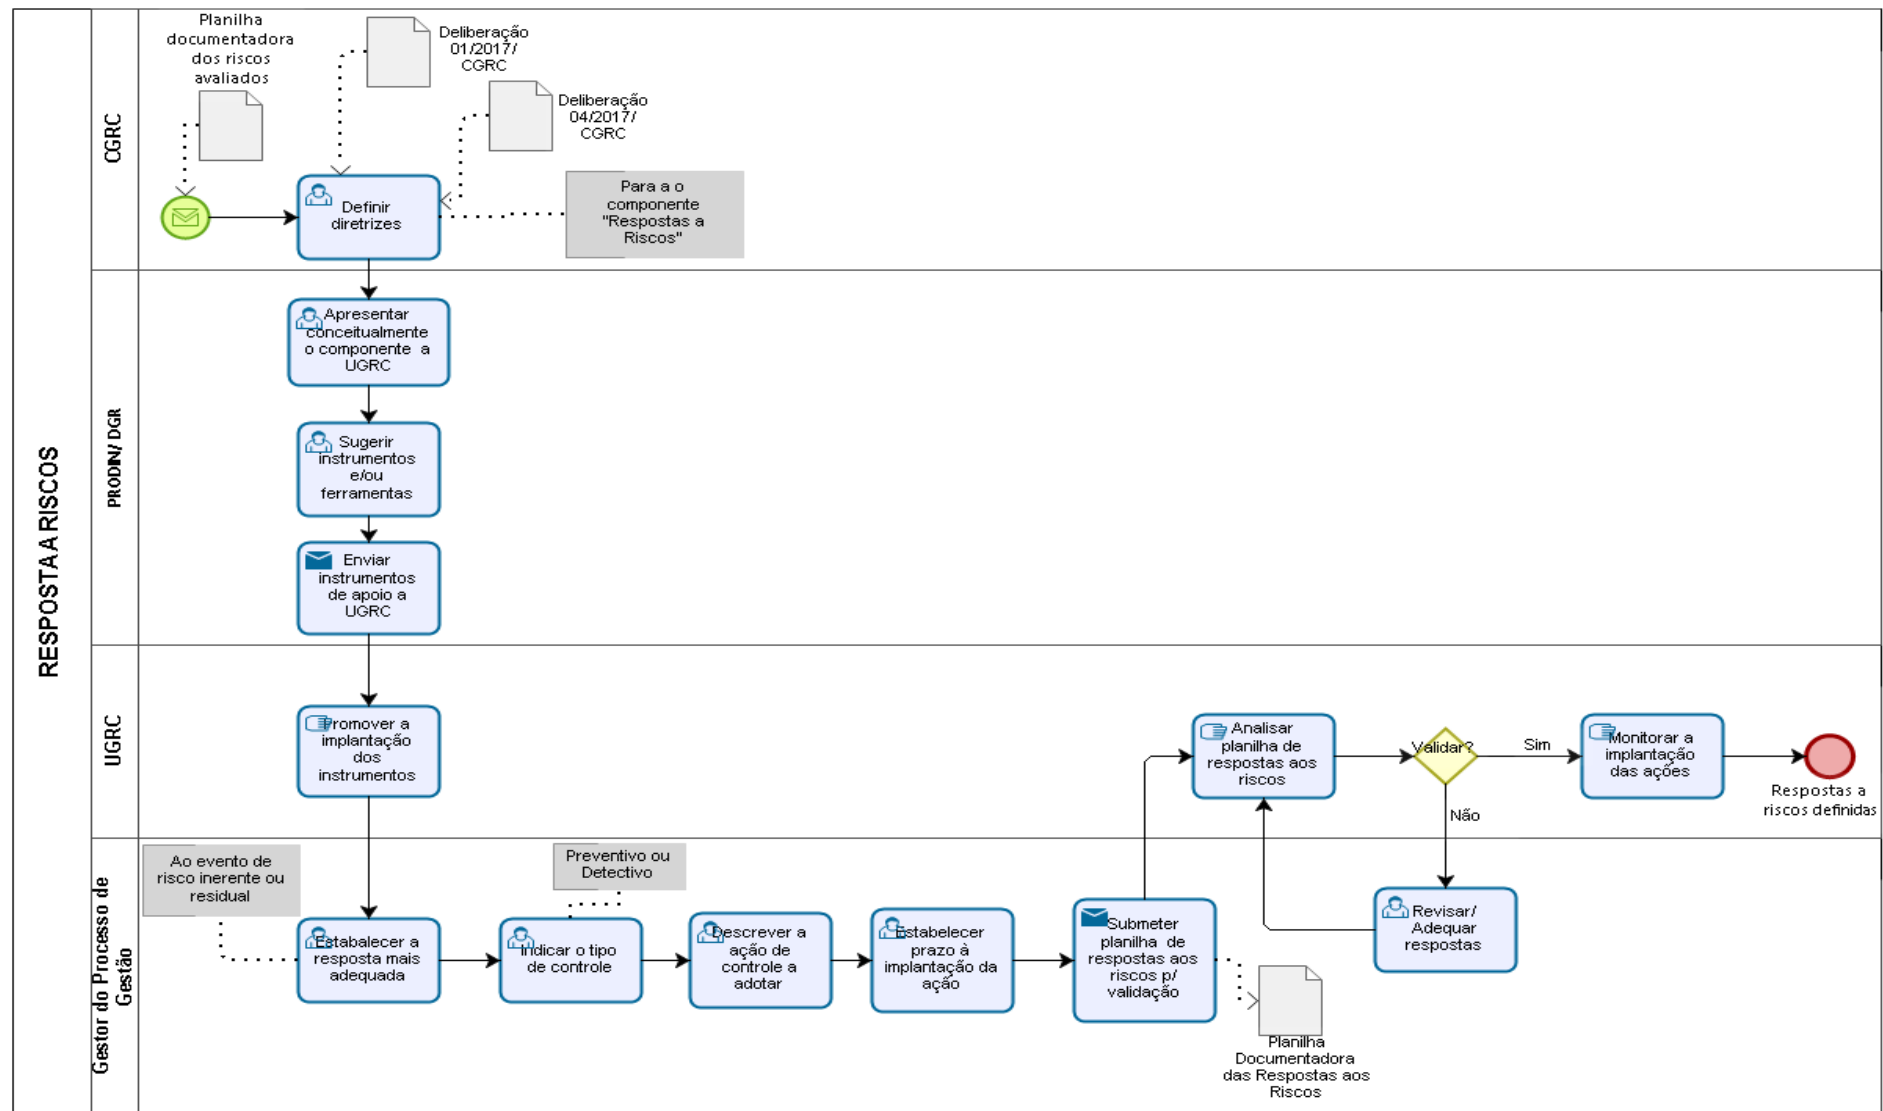 RESPOSTA A RISCOS
CGRC
Planilha
documentadora
dos riscos
avaliados
Deliberação
01/2017/
CGRC
Deliberação
04/2017/
CGRC
Definir
diretrizes
Para a o
componente
"Respostas a
Riscos"
PRODIN/ DGR
Apresentar
conceitualmente
o componente a
UGRC
Sugerir
instrumentos
e/ou
ferramentas
Enviar
instrumentos
de apoio a
UGRC
UGRC
Promover a
implantação
dos
instrumentos
Analisar
planilha de
respostas aos
riscos
Validar?
Sim
Não
Monitorar a
implantação
das ações
Respostas a
riscos definidas
Gestor do Processo de
Gestão
Ao evento de
risco inerente ou
residual
Estabalecer a
resposta mais
adequada
Preventivo ou
Detectivo
Indicar o tipo
de controle
Descrever a
ação de
controle a
adotar
Estabelecer
prazo à
implantação da
ação
Submeter
planilha de
respostas aos
riscos p/
validação
Revisar/
Adequar
respostas
Planilha
Documentadora
das Respostas aos
Riscos